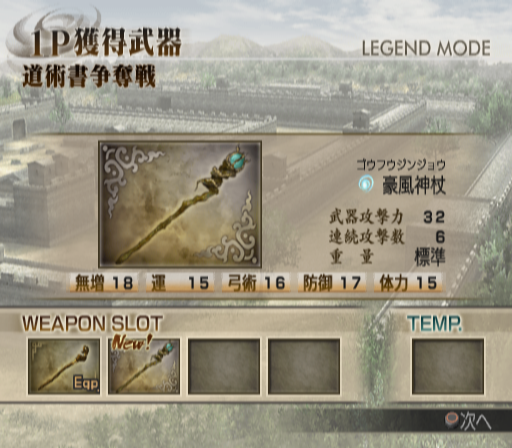 1P獲得武器
LEGEND MODE
道術書争奪戦
ゴウフウジンジョウ
豪風神杖
武器攻撃力 32
連続攻撃数 6
重量 標準
無増 18 運 15 弓術 16 防御 17 体力 15
WEAPON SLOT
TEMP.
New!
Eqp
次へ